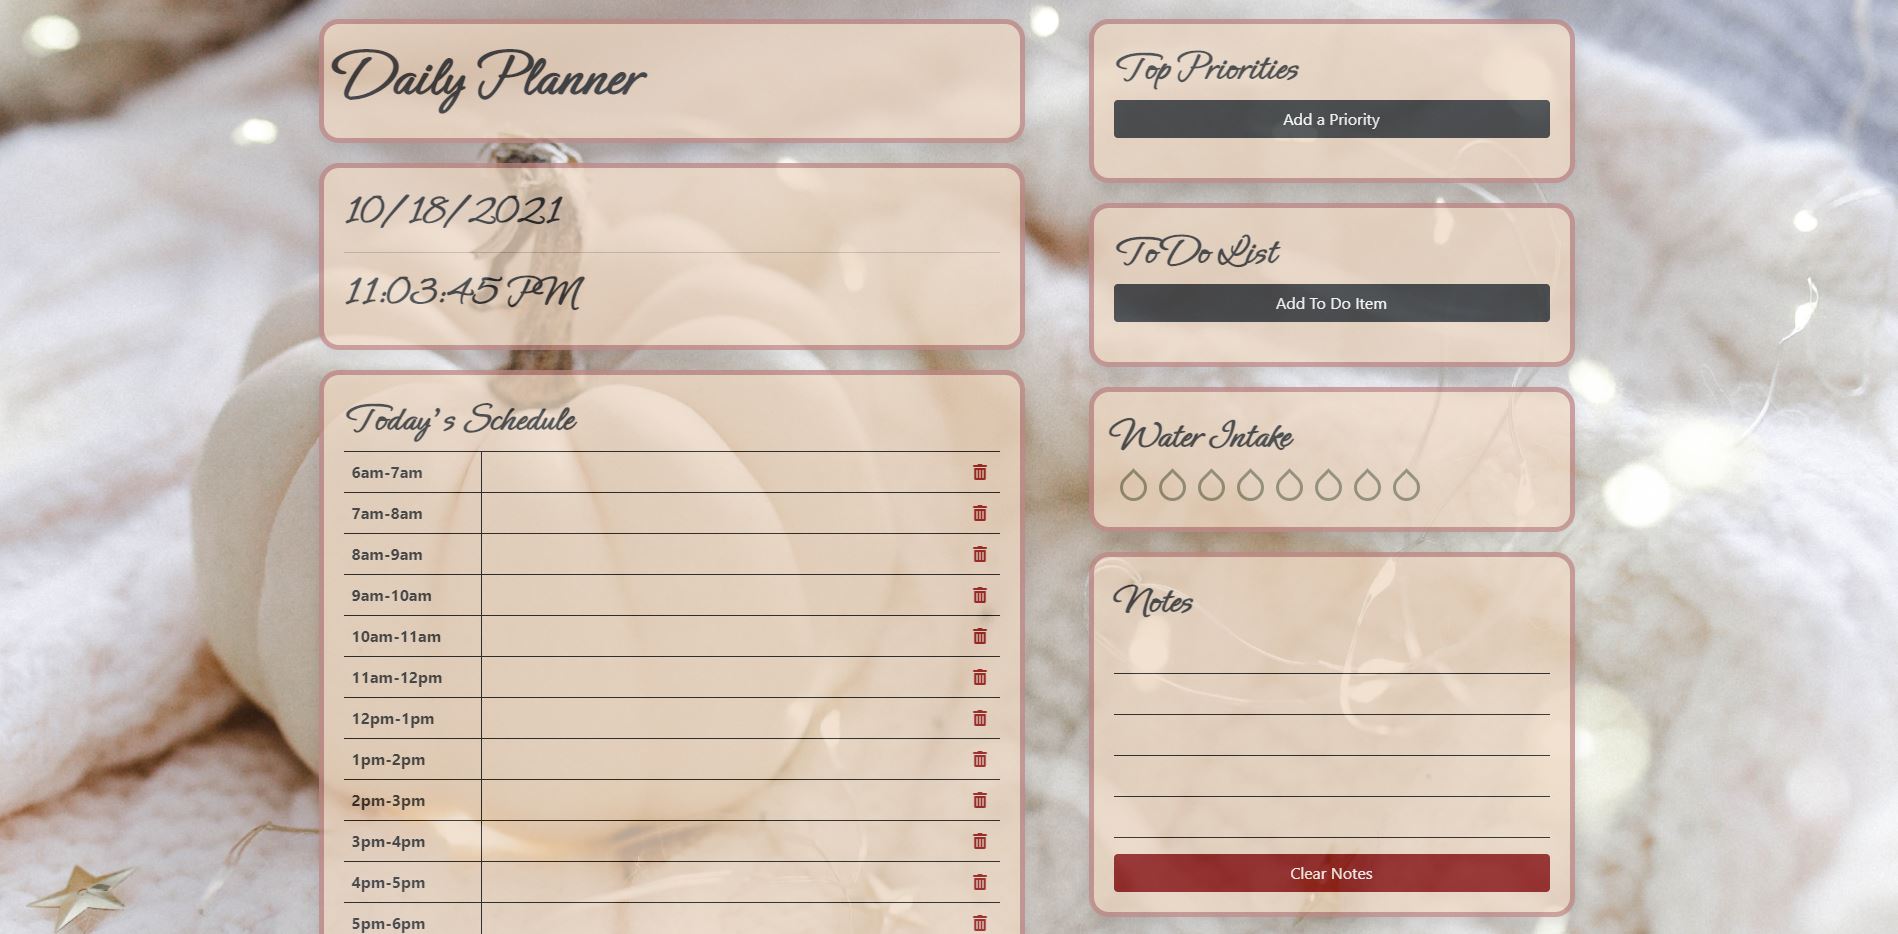 Daily Planner
10/18/2021
11:03:45 PM
Today's Schedule
6am-7am
7am-8am
8am-9am
9am-10am
10am-11am
11am-12pm
12pm-1pm
1pm-2pm
2pm-3pm
3pm-4pm
4pm-5pm
5pm-6pm
Top Priorities
Add a Priority
To Do List
Add To Do Item
Water Intake
Notes
Clear Notes